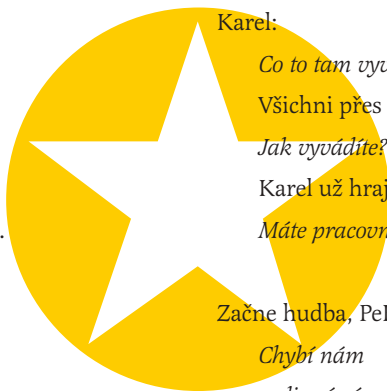 Karel:
Co to tam
Všichni přes
Jak vyvádíte?
Karel už
Máte
.
Začne hudba,
Chybí nám